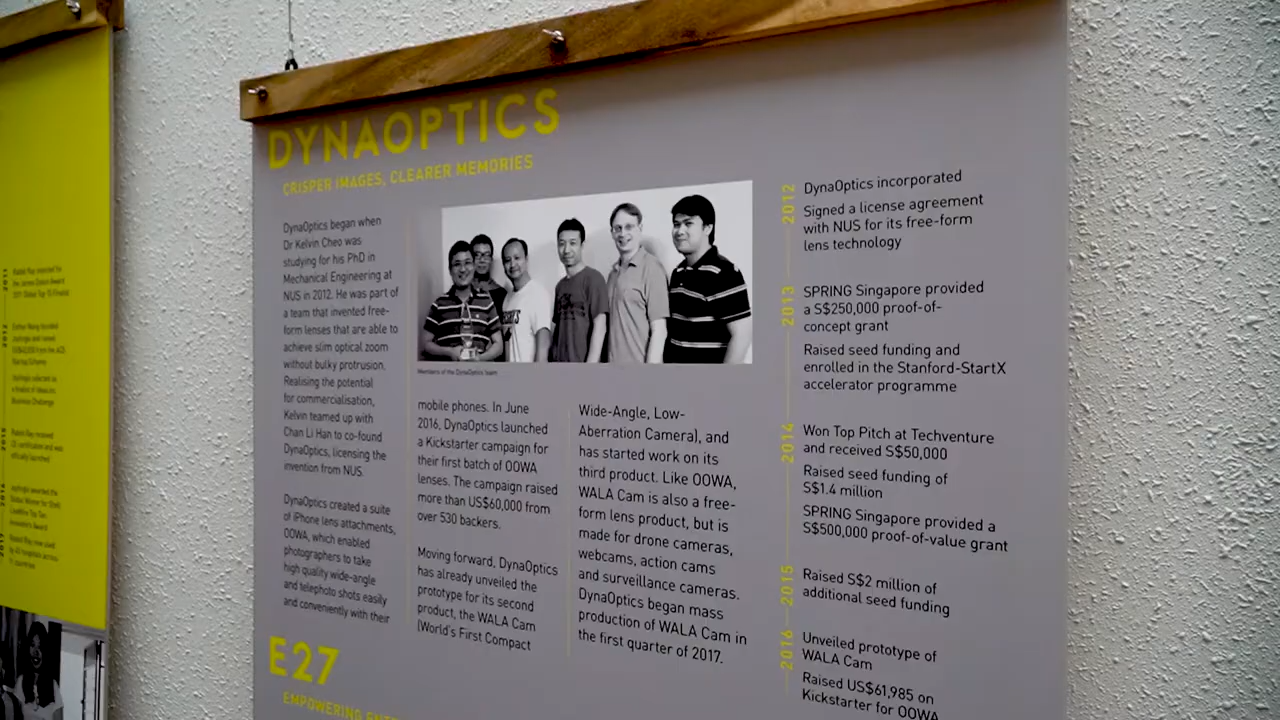 DYNAOPTICS
CRISPER IMAGES, CLEARER MEMORIES
DynaOptics began when
Dr Kelvin Cheo was
studying for his PhD in
Mechanical Engineering at
NUS in 2012. He was part of
a team that invented free-
form lenses that are able to
achieve slim optical zoom
without bulky protrusion.
Realising the potential
for commercialisation,
Kelvin teamed up with
Chan Li Han to co-found
DynaOptics, licensing the
invention from NUS.
DynaOptics created a suite
of iPhone lens attachments,
OOWA, which enabled
photographers to take
high quality wide-angle
and telephoto shots easily
and conveniently with their
Members of the DynaOptics team
mobile phones. In June
2016, DynaOptics launched
a Kickstarter campaign for
their first batch of OOWA
lenses. The campaign raised
more than US$60,000 from
over 530 backers.
Moving forward, DynaOptics
has already unveiled the
prototype for its second
product, the WALA Cam
(World's First Compact
Wide-Angle, Low-
Aberration Camera), and
has started work on its
third product. Like OOWA,
WALA Cam is also a free-
form lens product, but is
made for drone cameras,
webcams, action cams
and surveillance cameras.
DynaOptics began mass
production of WALA Cam in
the first quarter of 2017.
2012
DynaOptics incorporated
Signed a license agreement
with NUS for its free-form
lens technology
2013
SPRING Singapore provided
a S$250,000 proof-of-
concept grant
Raised seed funding and
enrolled in the Stanford-StartX
accelerator programme
2014
Won Top Pitch at Techventure
and received S$50,000
Raised seed funding of
S$1.4 million
SPRING Singapore provided a
S$500,000 proof-of-value grant
2015
Raised S$2 million of
additional seed funding
2016
Unveiled prototype of
WALA Cam
Raised US$61,985 on
Kickstarter for OOWA
E27
EMPOWERING